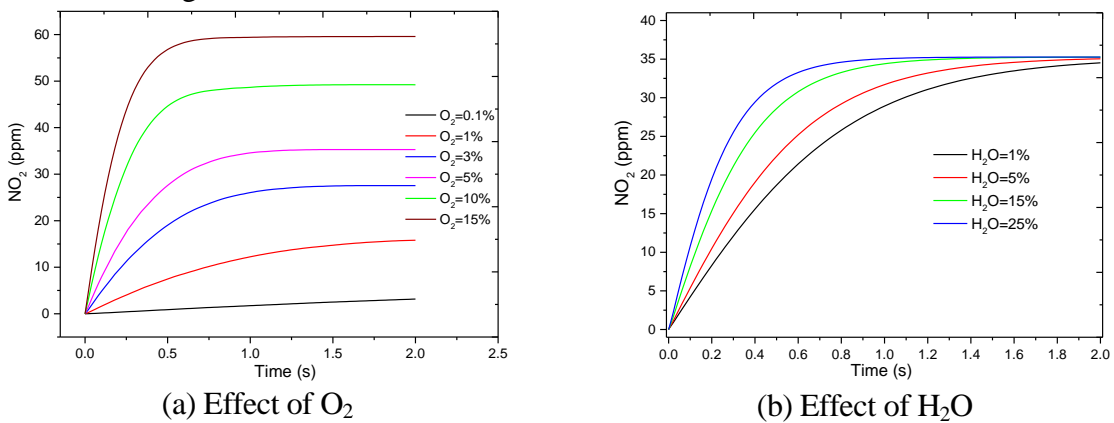 60
50
40
30
20
10
0
NO₂ (ppm)
0.0 0.5 1.0 1.5 2.0 2.5
Time (s)
O₂=0.1%
O₂=1%
O₂=3%
O₂=5%
O₂=10%
O₂=15%
(a) Effect of O₂
40
35
30
25
20
15
10
5
0
NO₂ (ppm)
0.0 0.2 0.4 0.6 0.8 1.0 1.2 1.4 1.6 1.8 2.0
Time (s)
H₂O=1%
H₂O=5%
H₂O=15%
H₂O=25%
(b) Effect of H₂O